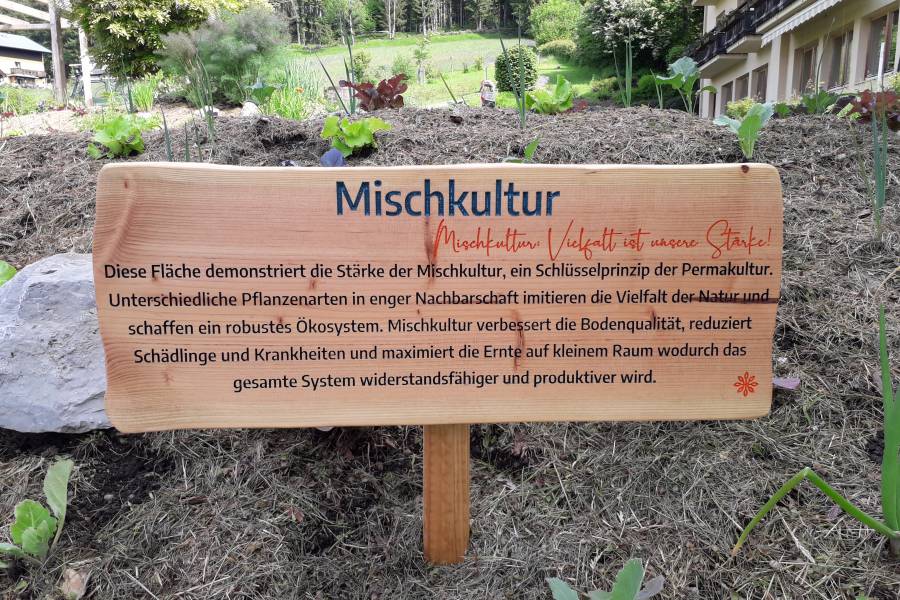 Mischkultur
Mischkultur: Vielfalt ist unsere Stärke!
Diese Fläche demonstriert die Stärke der Mischkultur, ein Schlüsselprinzip der Permakultur.
Unterschiedliche Pflanzenarten in enger Nachbarschaft imitieren die Vielfalt der Natur und
schaffen ein robustes Ökosystem. Mischkultur verbessert die Bodenqualität, reduziert
Schädlinge und Krankheiten und maximiert die Ernte auf kleinem Raum wodurch das
gesamte System widerstandsfähiger und produktiver wird.